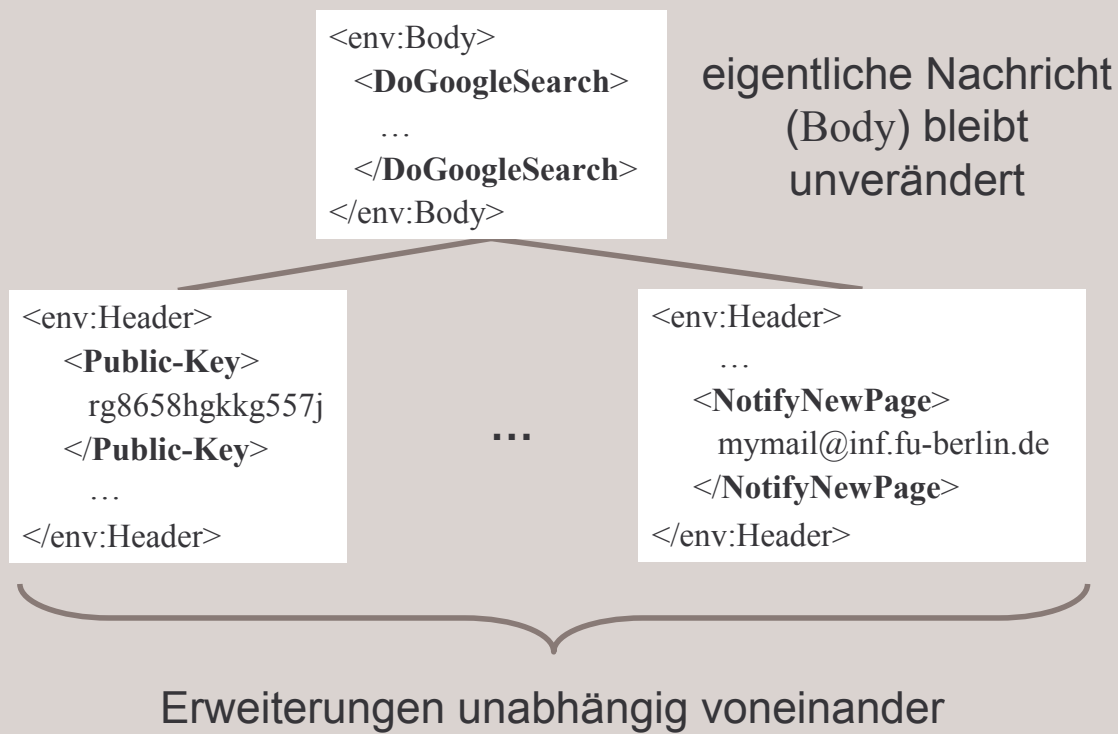 <env:Body>
<DoGoogleSearch>
…
</DoGoogleSearch>
</env:Body>
eigentliche Nachricht
(Body) bleibt
unverändert
<env:Header>
<Public-Key>
rg8658hgkkg557j
</Public-Key>
…
</env:Header>
…
<env:Header>
…
<NotifyNewPage>
mymail@inf.fu-berlin.de
</NotifyNewPage>
</env:Header>
Erweiterungen unabhängig voneinander